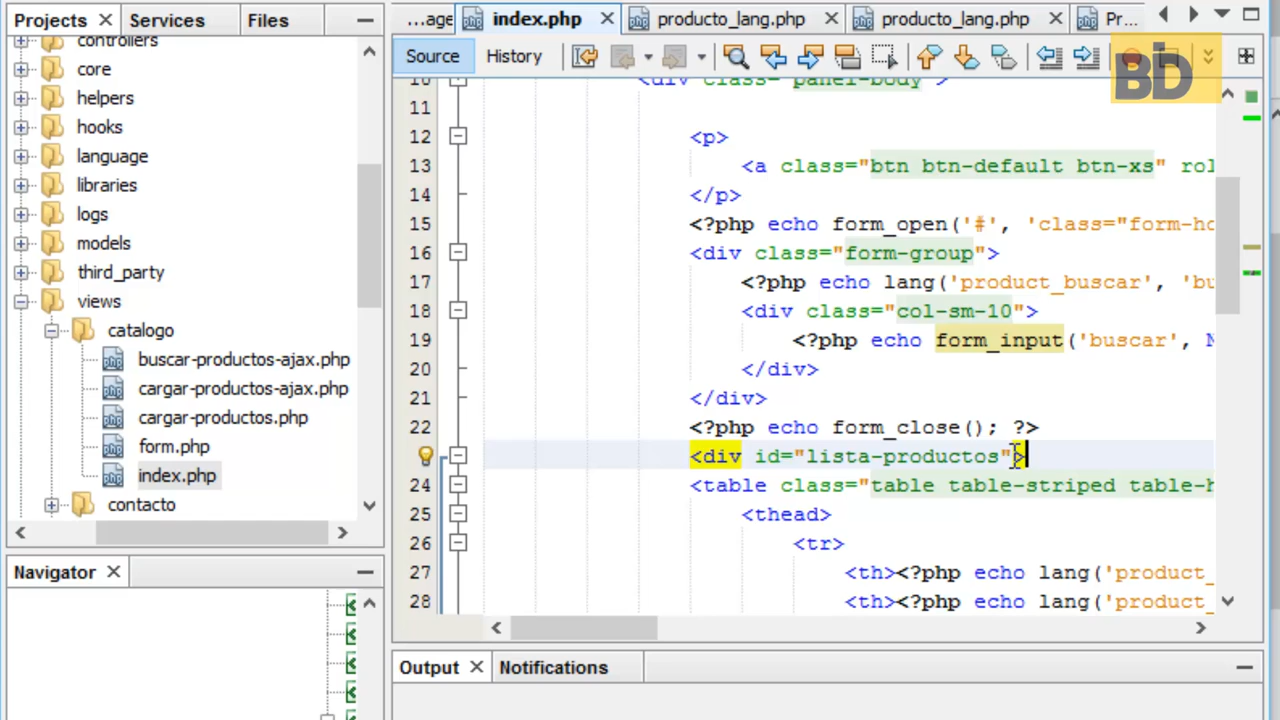 Projects
Services
Files
controllers
core
helpers
hooks
language
libraries
logs
models
third_party
views
catalogo
buscar-productos-ajax.php
cargar-productos-ajax.php
cargar-productos.php
form.php
index.php
contacto
Navigator
...age
index.php
producto_lang.php
producto_lang.php
Pr...
Source
History
BD
10 <div class="panel-body">
11
12 <p>
13 <a class="btn btn-default btn-xs" rol
14 </p>
15 <?php echo form_open('#', 'class="form-ho
16 <div class="form-group">
17 <?php echo lang('product_buscar', 'bu
18 <div class="col-sm-10">
19 <?php echo form_input('buscar', N
20 </div>
21 </div>
22 <?php echo form_close(); ?>
<div id="lista-productos">
24 <table class="table table-striped table-h
25 <thead>
26 <tr>
27 <th><?php echo lang('product_
28 <th><?php echo lang('product_
Output
Notifications